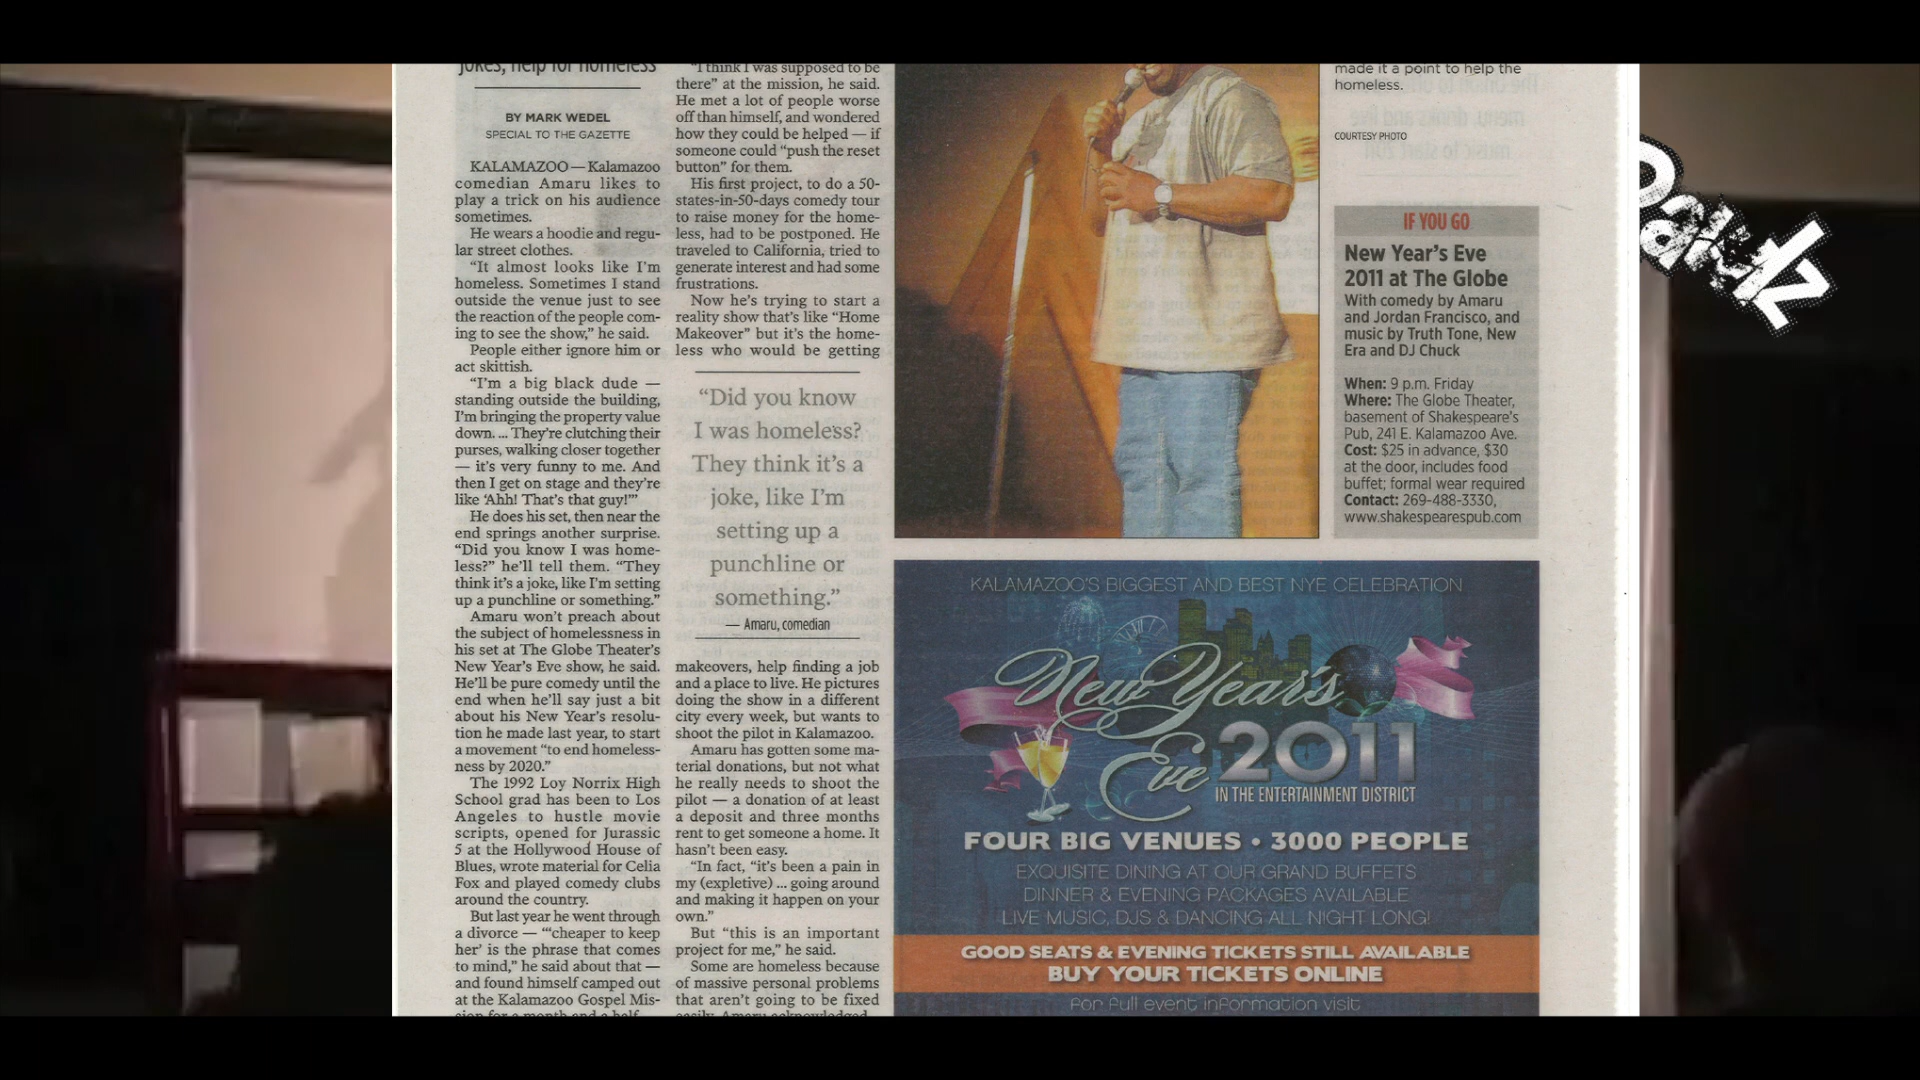 jokes, help for homeless
BY MARK WEDEL
SPECIAL TO THE GAZETTE
KALAMAZOO — Kalamazoo
comedian Amaru likes to
play a trick on his audience
sometimes.
He wears a hoodie and regu-
lar street clothes.
“It almost looks like I’m
homeless. Sometimes I stand
outside the venue just to see
the reaction of the people com-
ing to see the show,” he said.
People either ignore him or
act skittish.
“I’m a big black dude —
standing outside the building,
I’m bringing the property value
down. ... They’re clutching their
purses, walking closer together
— it’s very funny to me. And
then I get on stage and they’re
like ‘Ahh! That’s that guy!’”
He does his set, then near the
end springs another surprise.
“Did you know I was home-
less?” he’ll tell them. “They
think it’s a joke, like I’m setting
up a punchline or something.”
Amaru won’t preach about
the subject of homelessness in
his set at The Globe Theater’s
New Year’s Eve show, he said.
He’ll be pure comedy until the
end when he’ll say just a bit
about his New Year’s resolu-
tion he made last year, to start
a movement “to end homeless-
ness by 2020.”
The 1992 Loy Norrix High
School grad has been to Los
Angeles to hustle movie
scripts, opened for Jurassic
5 at the Hollywood House of
Blues, wrote material for Celia
Fox and played comedy clubs
around the country.
But last year he went through
a divorce — “‘cheaper to keep
her’ is the phrase that comes
to mind,” he said about that —
and found himself camped out
at the Kalamazoo Gospel Mis-
sion for a month and a half.
“I think I was supposed to be
there” at the mission, he said.
He met a lot of people worse
off than himself, and wondered
how they could be helped — if
someone could “push the reset
button” for them.
His first project, to do a 50-
states-in-50-days comedy tour
to raise money for the home-
less, had to be postponed. He
traveled to California, tried to
generate interest and had some
frustrations.
Now he’s trying to start a
reality show that’s like “Home
Makeover” but it’s the home-
less who would be getting
“Did you know
I was homeless?
They think it’s a
joke, like I’m
setting up a
punchline or
something.”
— Amaru, comedian
makeovers, help finding a job
and a place to live. He pictures
doing the show in a different
city every week, but wants to
shoot the pilot in Kalamazoo.
Amaru has gotten some ma-
terial donations, but not what
he really needs to shoot the
pilot — a donation of at least
a deposit and three months
rent to get someone a home. It
hasn’t been easy.
“In fact, “it’s been a pain in
my (expletive) ... going around
and making it happen on your
own.”
But “this is an important
project for me,” he said.
Some are homeless because
of massive personal problems
that aren’t going to be fixed
easily, Amaru acknowledged.
made it a point to help the
homeless.
COURTESY PHOTO
IF YOU GO
New Year’s Eve
2011 at The Globe
With comedy by Amaru
and Jordan Francisco, and
music by Truth Tone, New
Era and DJ Chuck
When: 9 p.m. Friday
Where: The Globe Theater,
basement of Shakespeare’s
Pub, 241 E. Kalamazoo Ave.
Cost: $25 in advance, $30
at the door, includes food
buffet; formal wear required
Contact: 269-488-3330,
www.shakespearespub.com
KALAMAZOO’S BIGGEST AND BEST NYE CELEBRATION
New Year’s
Eve 2011
IN THE ENTERTAINMENT DISTRICT
FOUR BIG VENUES • 3000 PEOPLE
EXQUISITE DINING AT OUR GRAND BUFFETS
DINNER & EVENING PACKAGES AVAILABLE
LIVE MUSIC, DJS & DANCING ALL NIGHT LONG!
GOOD SEATS & EVENING TICKETS STILL AVAILABLE
BUY YOUR TICKETS ONLINE
For full event information visit